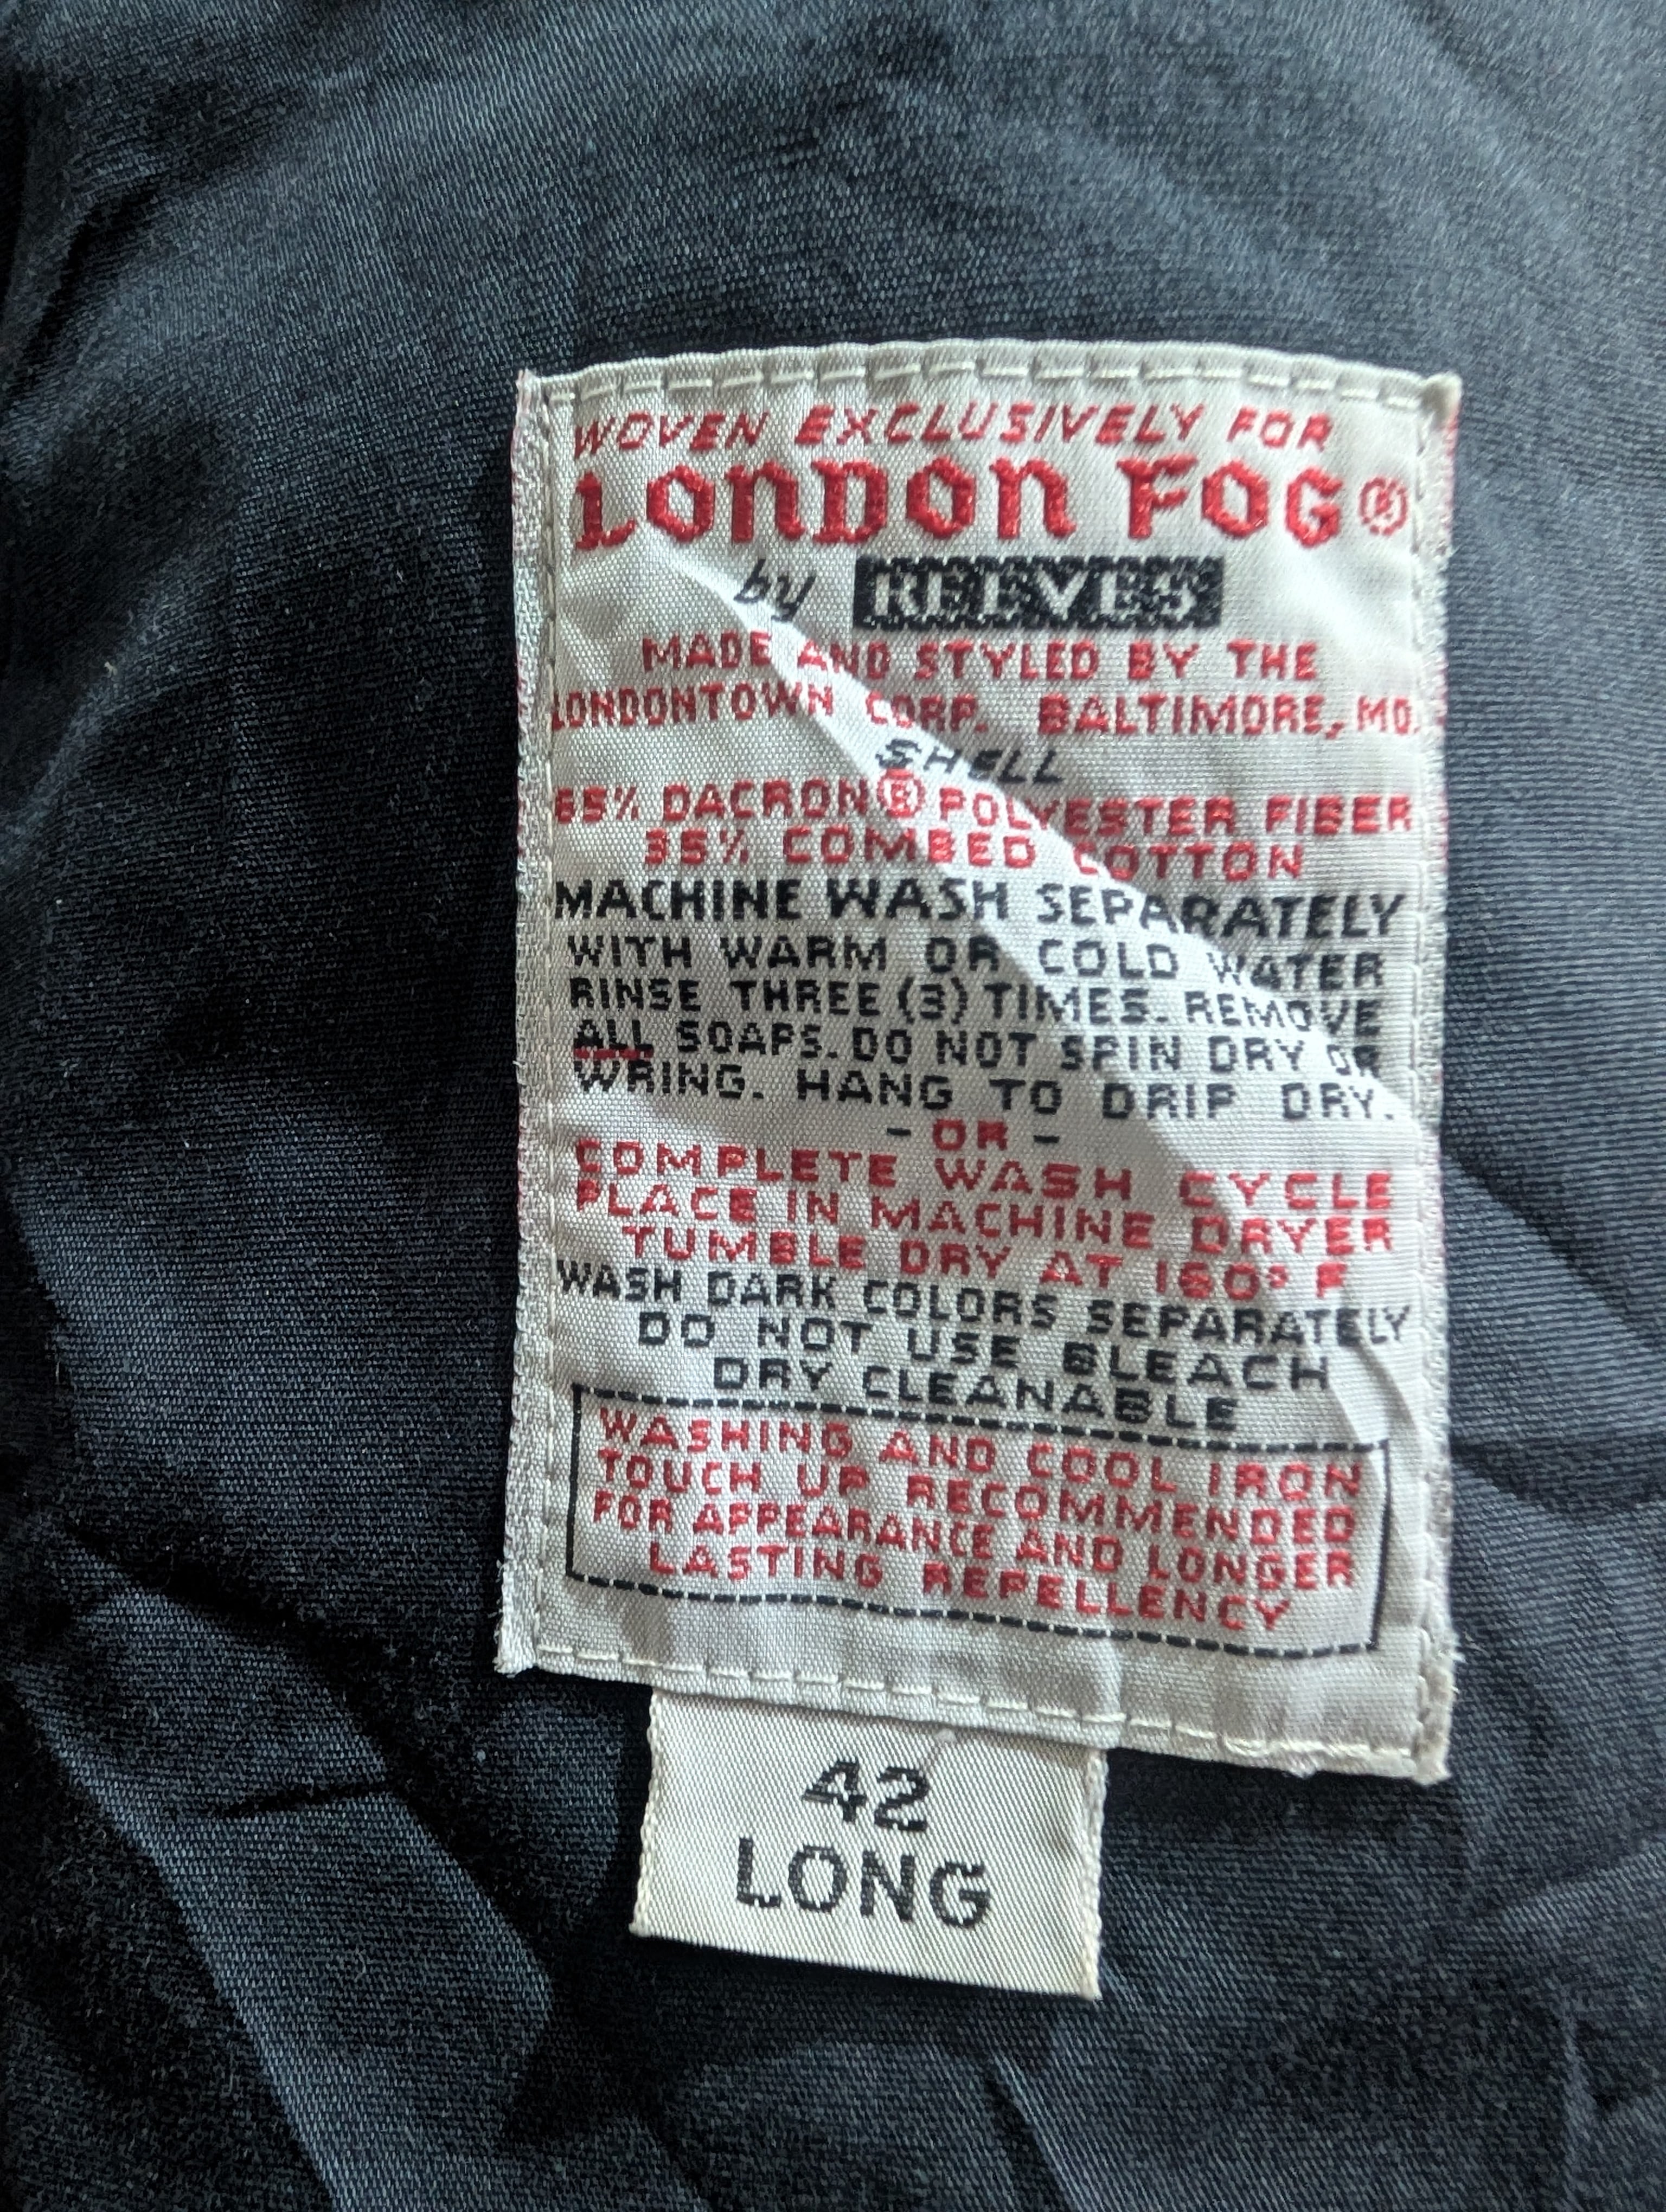 WOVEN EXCLUSIVELY FOR
LONDON FOG®
by REEVES
MADE AND STYLED BY THE
LONDONTOWN CORP. BALTIMORE, MD.
SHELL
65% DACRON® POLYESTER FIBER
35% COMBED COTTON
MACHINE WASH SEPARATELY
WITH WARM OR COLD WATER
RINSE THREE (3) TIMES. REMOVE
ALL SOAPS. DO NOT SPIN DRY OR
WRING. HANG TO DRIP DRY.
- OR -
COMPLETE WASH CYCLE
PLACE IN MACHINE DRYER
TUMBLE DRY AT 160° F
WASH DARK COLORS SEPARATELY
DO NOT USE BLEACH
DRY CLEANABLE
WASHING AND COOL IRON
TOUCH UP RECOMMENDED
FOR APPEARANCE AND LONGER
LASTING REPELLENCY
42
LONG